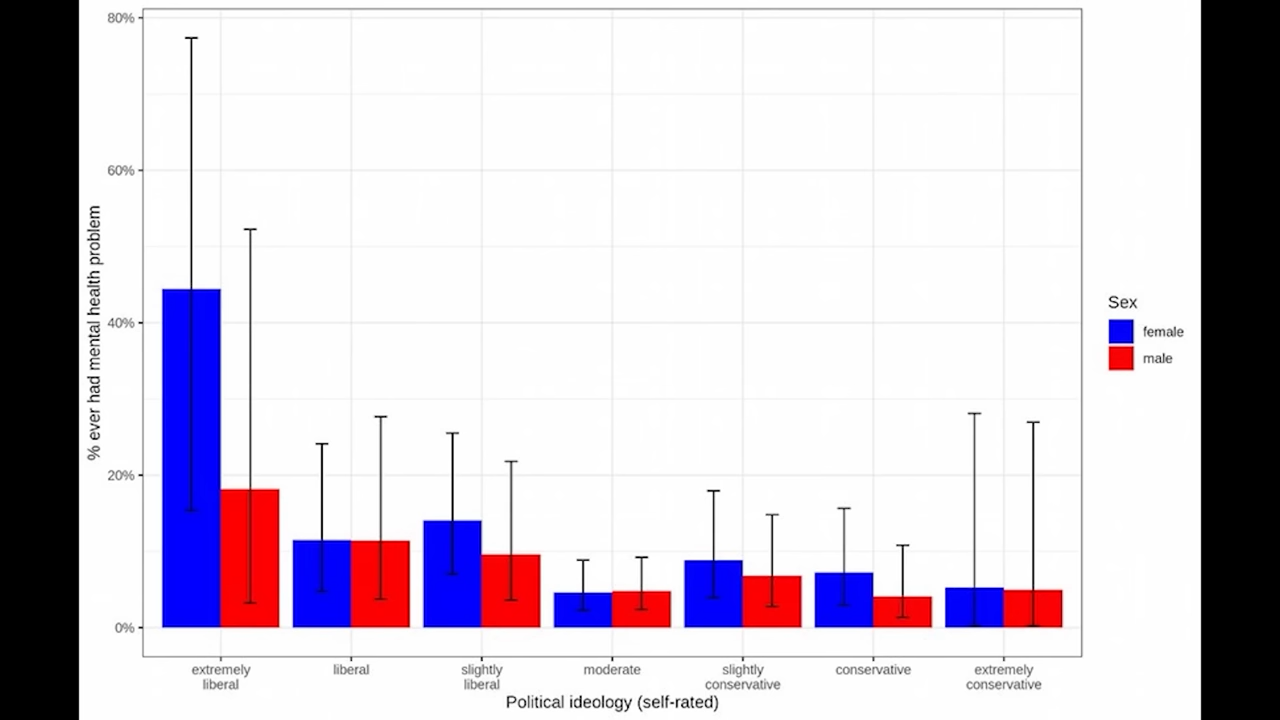 80%
60%
40%
20%
0%
% ever had mental health problem
extremely
liberal
liberal
slightly
liberal
moderate
slightly
conservative
conservative
extremely
conservative
Political ideology (self-rated)
Sex
female
male